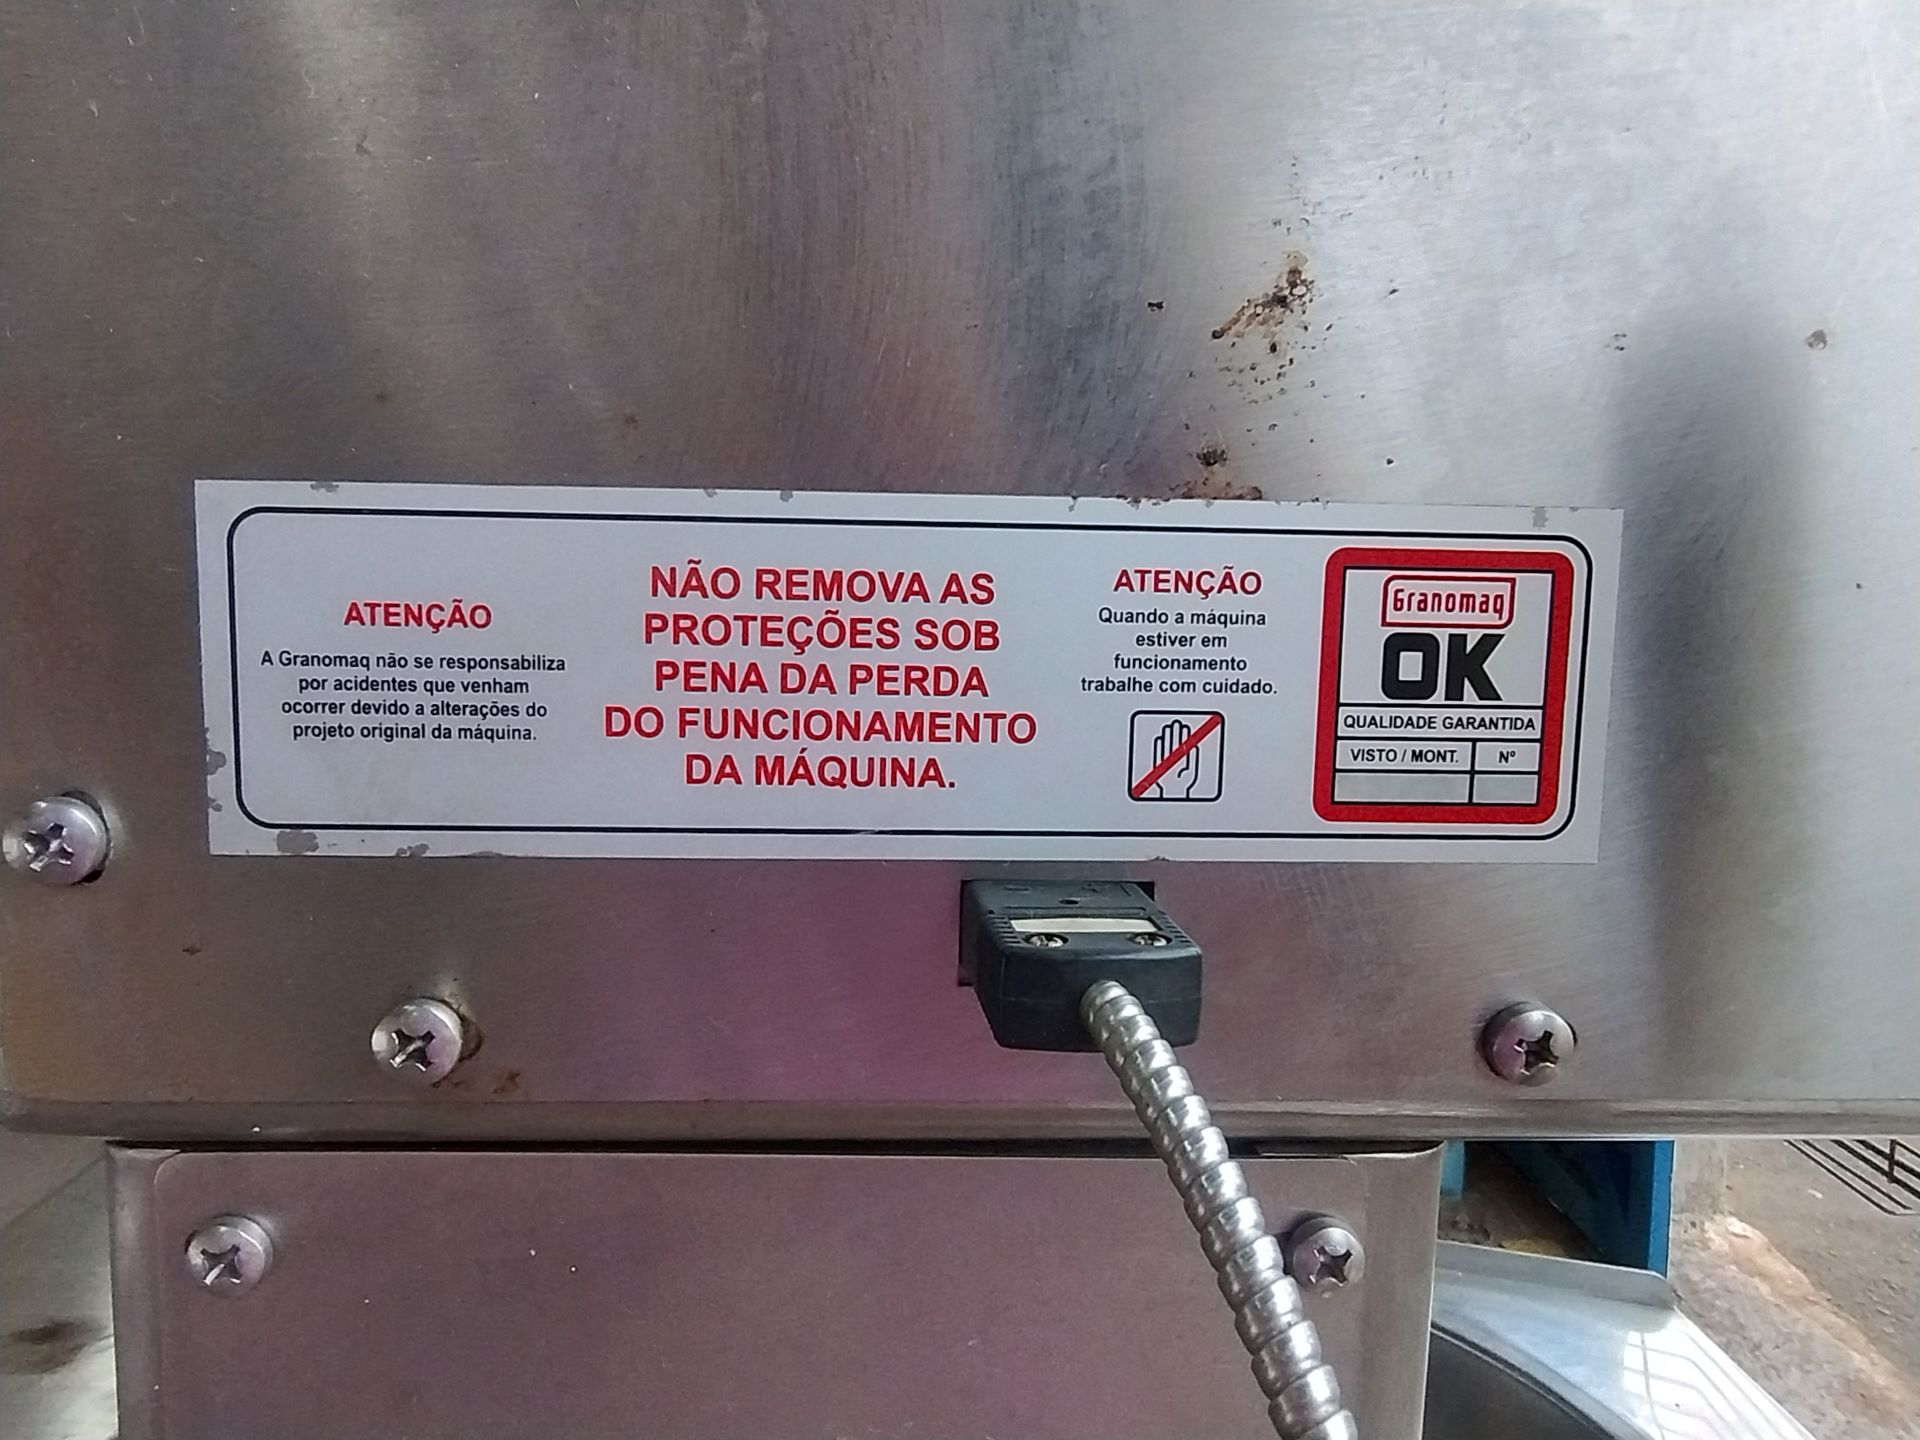 ATENÇÃO
A Granomaq não se responsabiliza
por acidentes que venham
ocorrer devido a alterações do
projeto original da máquina.
NÃO REMOVA AS
PROTEÇÕES SOB
PENA DA PERDA
DO FUNCIONAMENTO
DA MÁQUINA.
ATENÇÃO
Quando a máquina
estiver em
funcionamento
trabalhe com cuidado.
Granomaq
OK
QUALIDADE GARANTIDA
VISTO / MONT. Nº